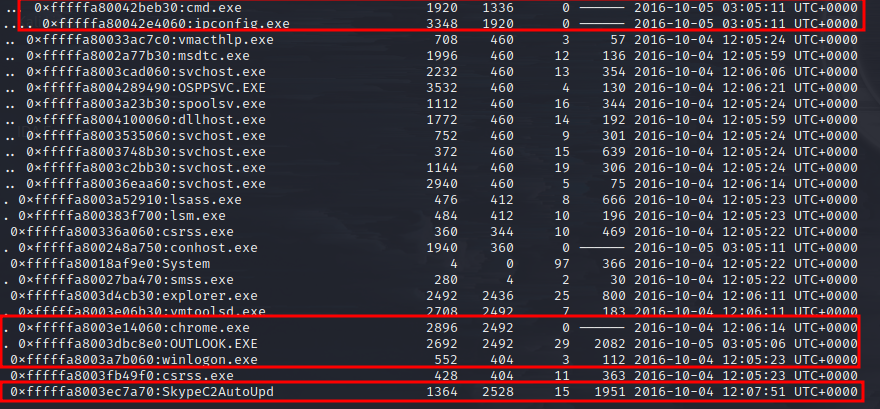 .. 0×fffffa80042beb30:cmd.exe 1920 1336 0 ------ 2016-10-05 03:05:11 UTC+0000
... 0×fffffa80042e4060:ipconfig.exe 3348 1920 0 ------ 2016-10-05 03:05:11 UTC+0000
.. 0×fffffa80033ac7c0:vmacthlp.exe 708 460 3 57 2016-10-04 12:05:24 UTC+0000
.. 0×fffffa8002a77b30:msdtc.exe 1996 460 12 136 2016-10-04 12:05:59 UTC+0000
.. 0×fffffa8003cad060:svchost.exe 2232 460 13 354 2016-10-04 12:06:06 UTC+0000
.. 0×fffffa8004289490:OSPPSVC.EXE 3532 460 4 130 2016-10-04 12:06:21 UTC+0000
.. 0×fffffa8003a23b30:spoolsv.exe 1112 460 16 344 2016-10-04 12:05:24 UTC+0000
.. 0×fffffa8004100060:dllhost.exe 1772 460 14 192 2016-10-04 12:05:59 UTC+0000
.. 0×fffffa8003535060:svchost.exe 752 460 9 301 2016-10-04 12:05:24 UTC+0000
.. 0×fffffa8003748b30:svchost.exe 372 460 15 639 2016-10-04 12:05:24 UTC+0000
.. 0×fffffa8003c2bb30:svchost.exe 1144 460 19 306 2016-10-04 12:05:24 UTC+0000
.. 0×fffffa80036eaa60:svchost.exe 2940 460 5 75 2016-10-04 12:06:14 UTC+0000
. 0×fffffa8003a52910:lsass.exe 476 412 8 666 2016-10-04 12:05:23 UTC+0000
. 0×fffffa800383f700:lsm.exe 484 412 10 196 2016-10-04 12:05:23 UTC+0000
0×fffffa800336a060:csrss.exe 360 344 10 469 2016-10-04 12:05:22 UTC+0000
. 0×fffffa800248a750:conhost.exe 1940 360 0 ------ 2016-10-05 03:05:11 UTC+0000
0×fffffa80018af9e0:System 4 0 97 366 2016-10-04 12:05:22 UTC+0000
. 0×fffffa80027ba470:smss.exe 280 4 2 30 2016-10-04 12:05:22 UTC+0000
0×fffffa8003d4cb30:explorer.exe 2492 2436 25 800 2016-10-04 12:06:11 UTC+0000
. 0×fffffa8003e06b30:vmtoolsd.exe 2708 2492 7 183 2016-10-04 12:06:11 UTC+0000
. 0×fffffa8003e14060:chrome.exe 2896 2492 0 ------ 2016-10-04 12:06:14 UTC+0000
. 0×fffffa8003dbc8e0:OUTLOOK.EXE 2692 2492 29 2082 2016-10-05 03:05:06 UTC+0000
0×fffffa8003a7b060:winlogon.exe 552 404 3 112 2016-10-04 12:05:23 UTC+0000
0×fffffa8003fb49f0:csrss.exe 428 404 11 363 2016-10-04 12:05:23 UTC+0000
0×fffffa8003ec7a70:SkypeC2AutoUpd 1364 2528 15 1951 2016-10-04 12:07:51 UTC+0000